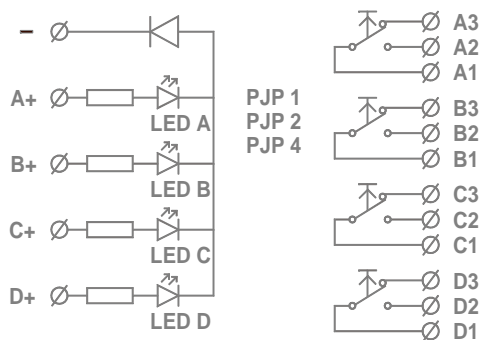 -
A+
LED A
B+
LED B
C+
LED C
D+
LED D
PJP 1
PJP 2
PJP 4
A3
A2
A1
B3
B2
B1
C3
C2
C1
D3
D2
D1